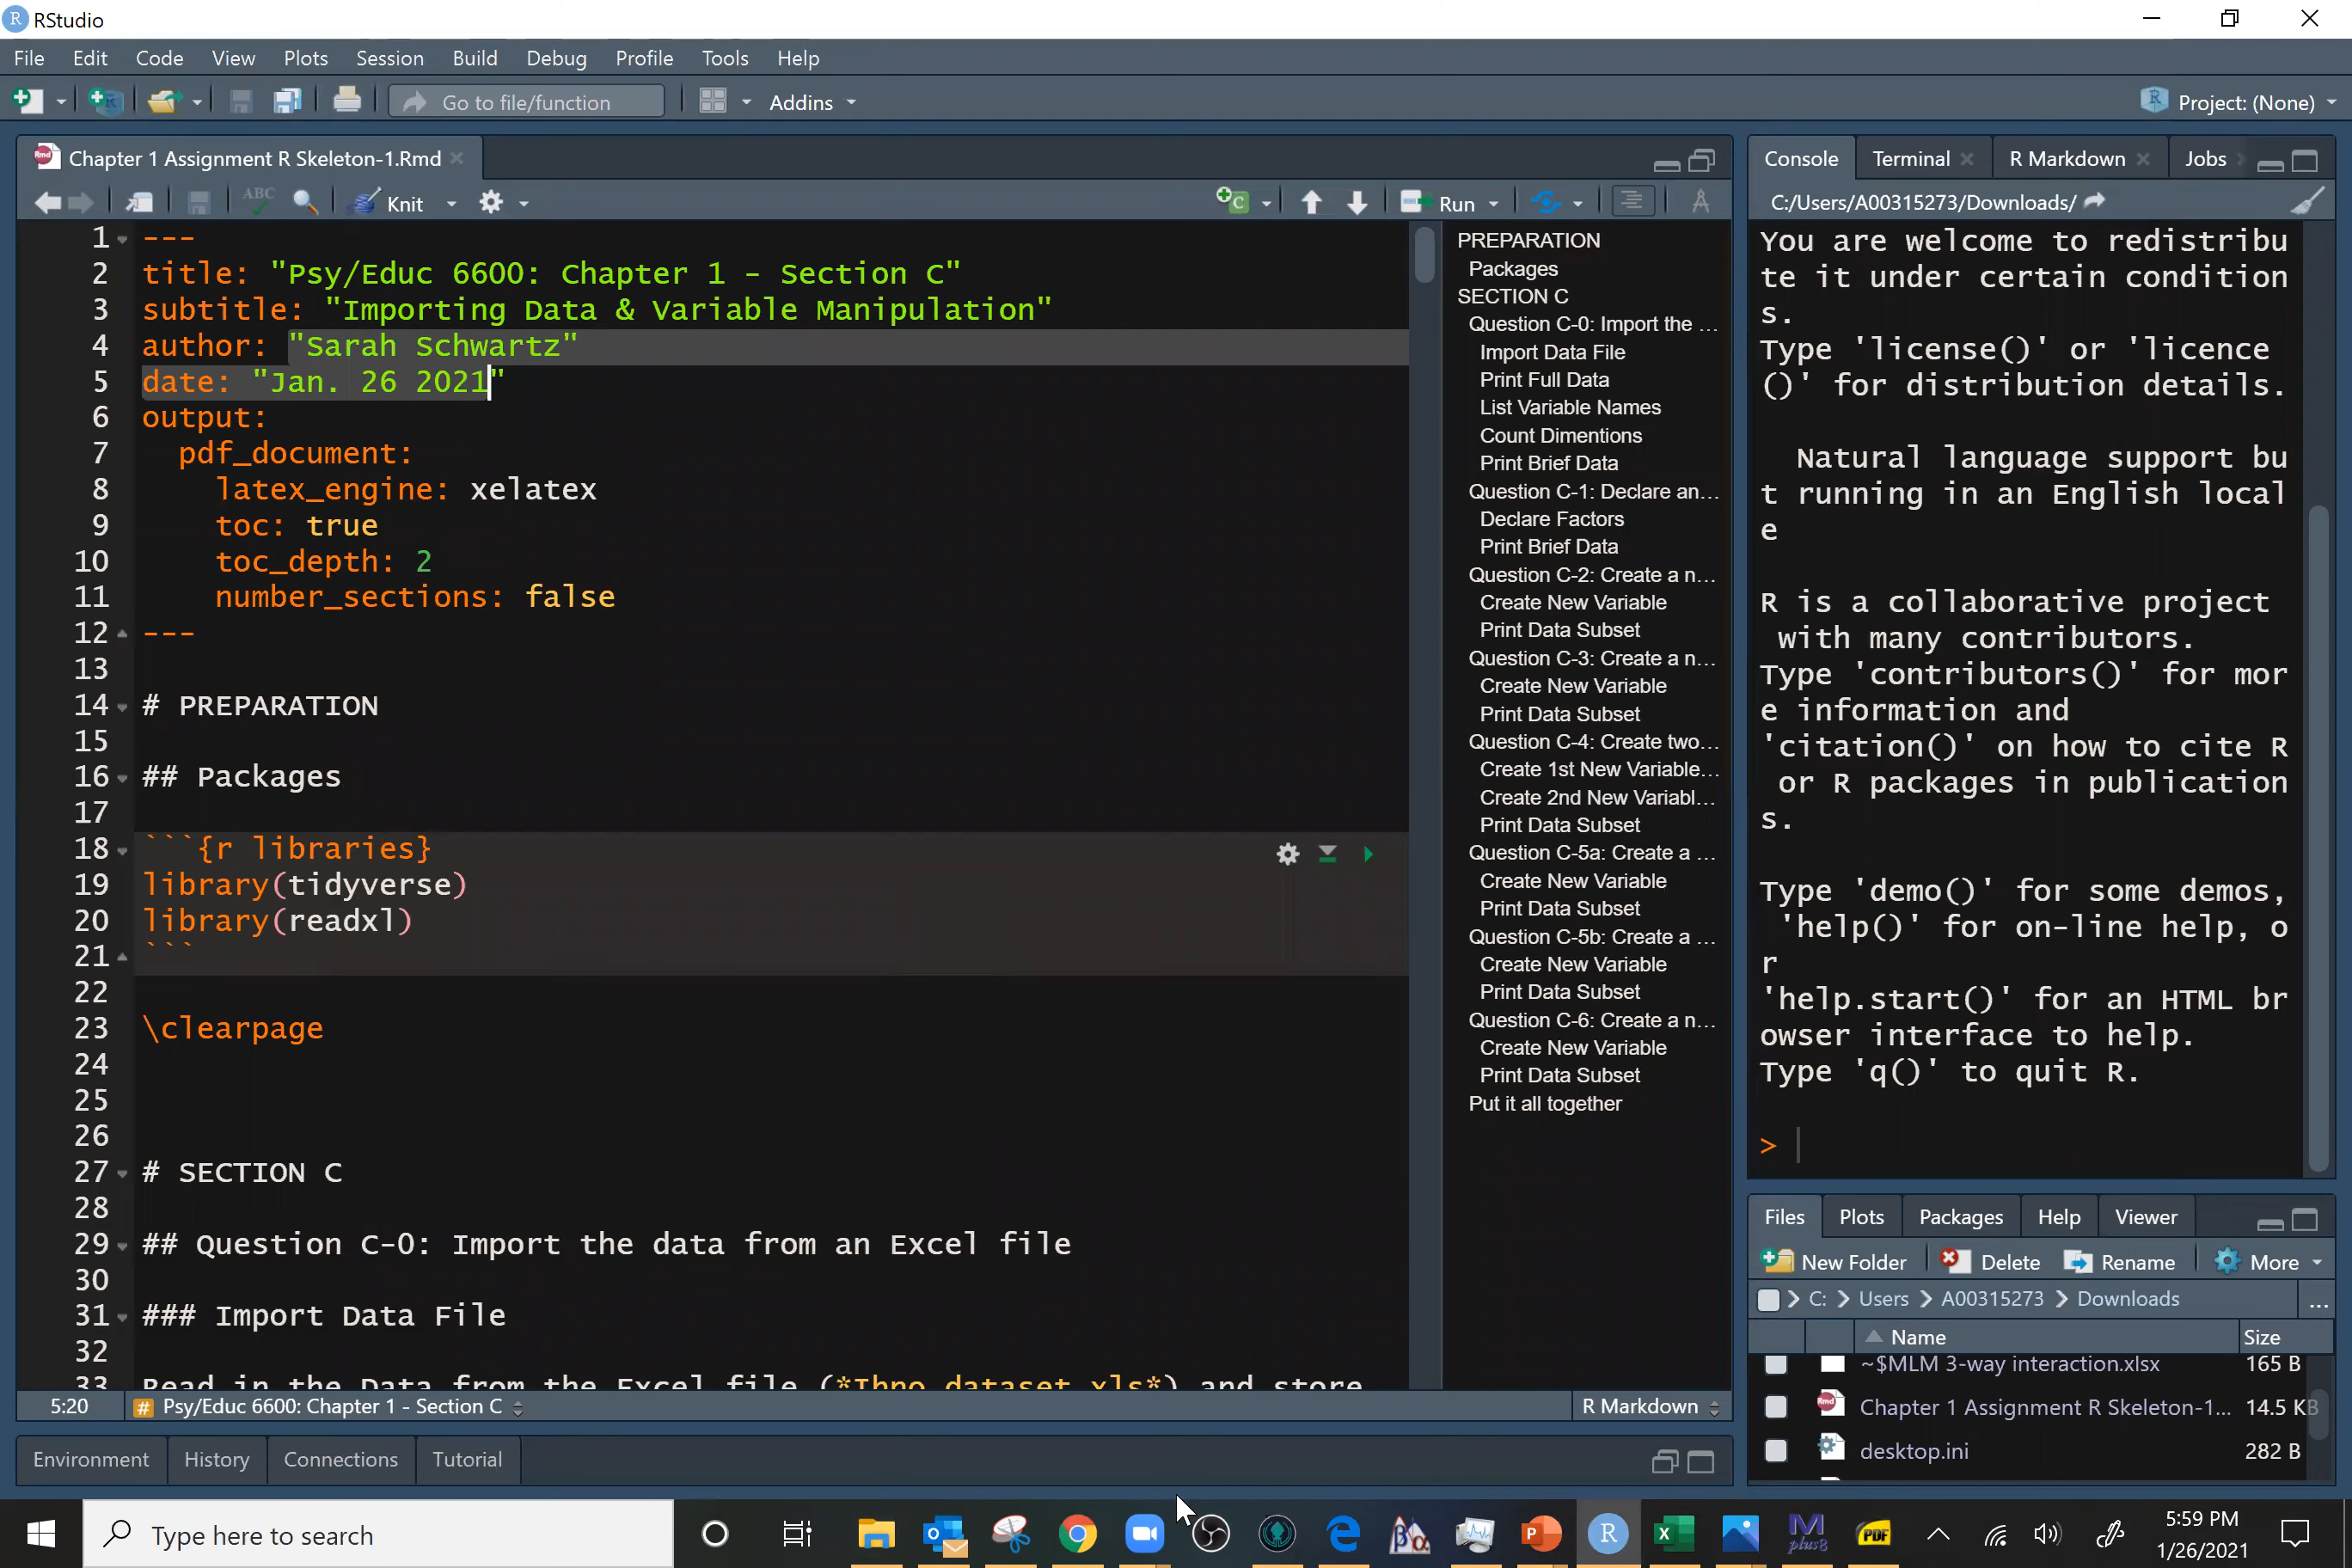 RStudio
File Edit Code View Plots Session Build Debug Profile Tools Help
Go to file/function Addins Project: (None)
Chapter 1 Assignment R Skeleton-1.Rmd
ABC Knit Run
1 ---
2 title: "Psy/Educ 6600: Chapter 1 - Section C"
3 subtitle: "Importing Data & Variable Manipulation"
4 author: "Sarah Schwartz"
5 date: "Jan. 26 2021"
6 output:
7 pdf_document:
8 latex_engine: xelatex
9 toc: true
10 toc_depth: 2
11 number_sections: false
12 ---
13
14 # PREPARATION
15
16 ## Packages
17
18 ```{r libraries}
19 library(tidyverse)
20 library(readxl)
21 ```
22
23 \clearpage
24
25
26
27 # SECTION C
28
29 ## Question C-0: Import the data from an Excel file
30
31 ### Import Data File
32
33 Read in the Data from the Excel file (*Ihno_dataset.xls*) and store
5:20 Psy/Educ 6600: Chapter 1 - Section C R Markdown
PREPARATION
Packages
SECTION C
Question C-0: Import the ...
Import Data File
Print Full Data
List Variable Names
Count Dimentions
Print Brief Data
Question C-1: Declare an...
Declare Factors
Print Brief Data
Question C-2: Create a n...
Create New Variable
Print Data Subset
Question C-3: Create a n...
Create New Variable
Print Data Subset
Question C-4: Create two...
Create 1st New Variable...
Create 2nd New Variabl...
Print Data Subset
Question C-5a: Create a ...
Create New Variable
Print Data Subset
Question C-5b: Create a ...
Create New Variable
Print Data Subset
Question C-6: Create a n...
Create New Variable
Print Data Subset
Put it all together
Environment History Connections Tutorial
Console Terminal R Markdown Jobs
C:/Users/A00315273/Downloads/
You are welcome to redistribu
te it under certain condition
s.
Type 'license()' or 'licence
()' for distribution details.
Natural language support bu
t running in an English local
e
R is a collaborative project
with many contributors.
Type 'contributors()' for mor
e information and
'citation()' on how to cite R
or R packages in publication
s.
Type 'demo()' for some demos,
'help()' for on-line help, o
r
'help.start()' for an HTML br
owser interface to help.
Type 'q()' to quit R.
>
Files Plots Packages Help Viewer
New Folder Delete Rename More
C: Users A00315273 Downloads ...
Name Size
~$MLM 3-way interaction.xlsx 165 B
Chapter 1 Assignment R Skeleton-1... 14.5 KB
desktop.ini 282 B
Type here to search
5:59 PM
1/26/2021